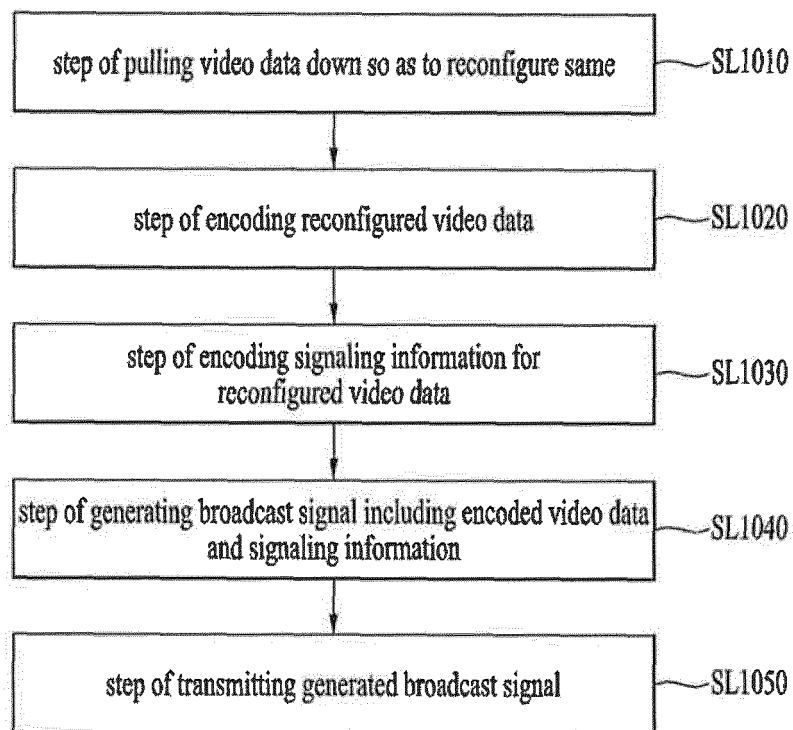 step of pulling video data down so as to reconfigure same
SL1010
step of encoding reconfigured video data
SL1020
step of encoding signaling information for
reconfigured video data
SL1030
step of generating broadcast signal including encoded video data
and signaling information
SL1040
step of transmitting generated broadcast signal
SL1050